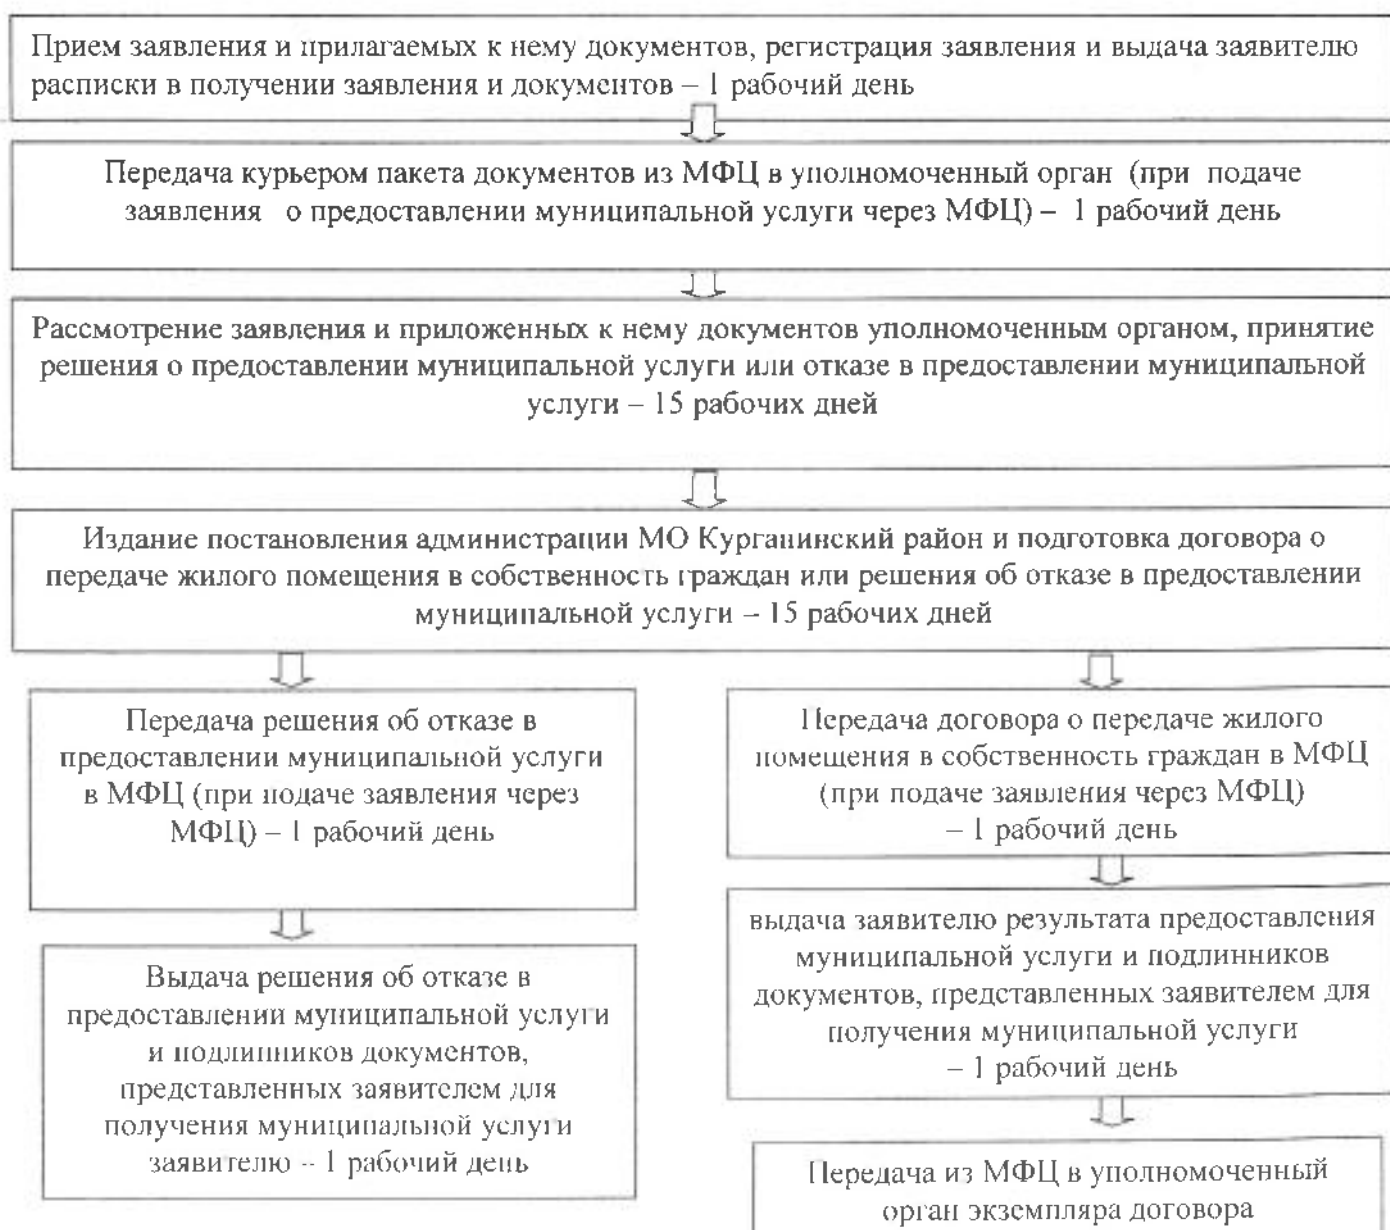 Прием заявления и прилагаемых к нему документов, регистрация заявления и выдача заявителю
расписки в получении заявления и документов – 1 рабочий день
Передача курьером пакета документов из МФЦ в уполномоченный орган (при подаче
заявления о предоставлении муниципальной услуги через МФЦ) – 1 рабочий день
Рассмотрение заявления и приложенных к нему документов уполномоченным органом, принятие
решения о предоставлении муниципальной услуги или отказе в предоставлении муниципальной
услуги – 15 рабочих дней
Издание постановления администрации МО Курганинский район и подготовка договора о
передаче жилого помещения в собственность граждан или решения об отказе в предоставлении
муниципальной услуги – 15 рабочих дней
Передача решения об отказе в
предоставлении муниципальной услуги
в МФЦ (при подаче заявления через
МФЦ) – 1 рабочий день
Выдача решения об отказе в
предоставлении муниципальной услуги
и подлинников документов,
представленных заявителем для
получения муниципальной услуги
заявителю – 1 рабочий день
Передача договора о передаче жилого
помещения в собственность граждан в МФЦ
(при подаче заявления через МФЦ)
– 1 рабочий день
выдача заявителю результата предоставления
муниципальной услуги и подлинников
документов, представленных заявителем для
получения муниципальной услуги
– 1 рабочий день
Передача из МФЦ в уполномоченный
орган экземпляра договора